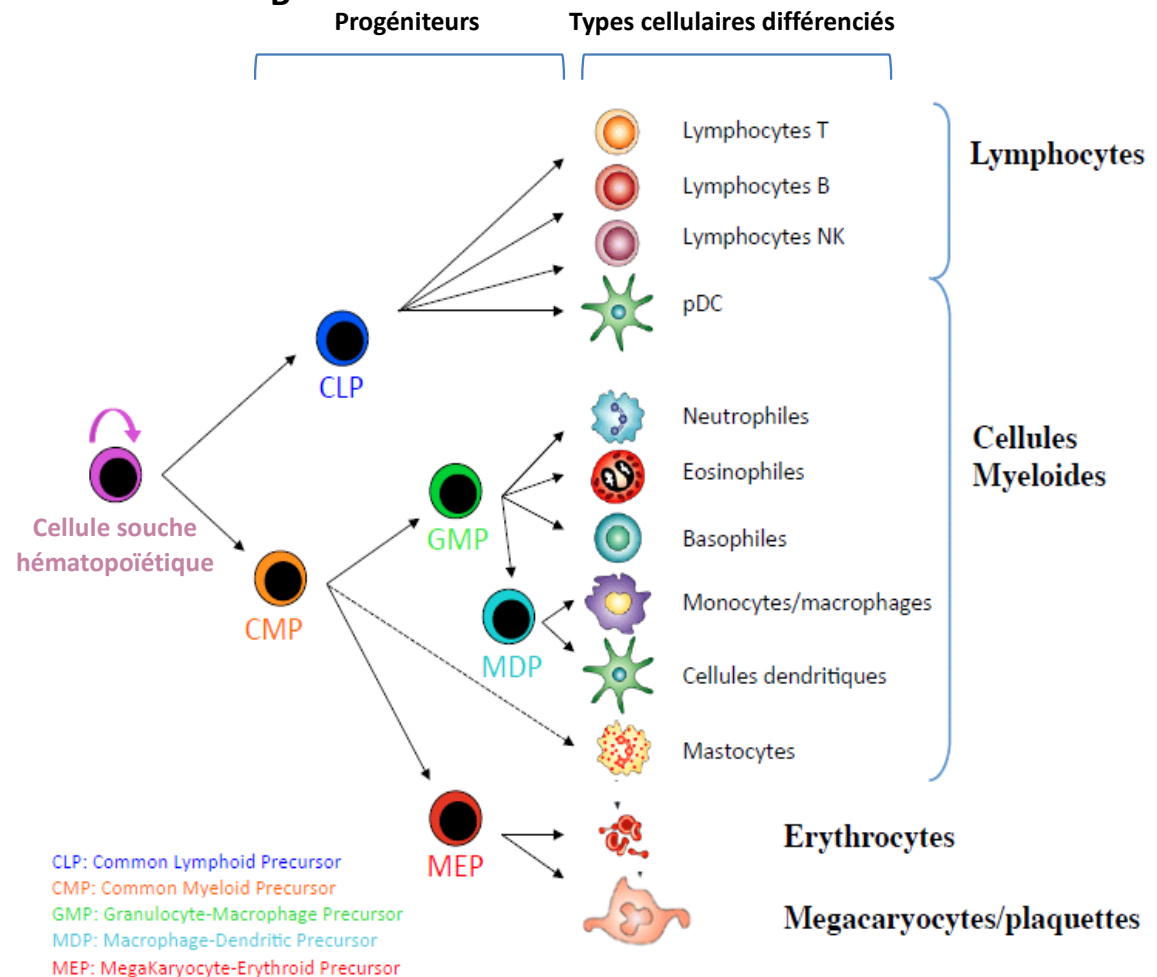 Progéniteurs
Types cellulaires différenciés
Lymphocytes T
Lymphocytes B
Lymphocytes NK
pDC
Lymphocytes
CLP
Neutrophiles
Eosinophiles
Basophiles
Monocytes/macrophages
Cellules dendritiques
Mastocytes
Cellules
Myeloides
GMP
Cellule souche
hématopoïétique
CMP
MDP
MEP
Erythrocytes
Megacaryocytes/plaquettes
CLP: Common Lymphoid Precursor
CMP: Common Myeloid Precursor
GMP: Granulocyte-Macrophage Precursor
MDP: Macrophage-Dendritic Precursor
MEP: MegaKaryocyte-Erythroid Precursor